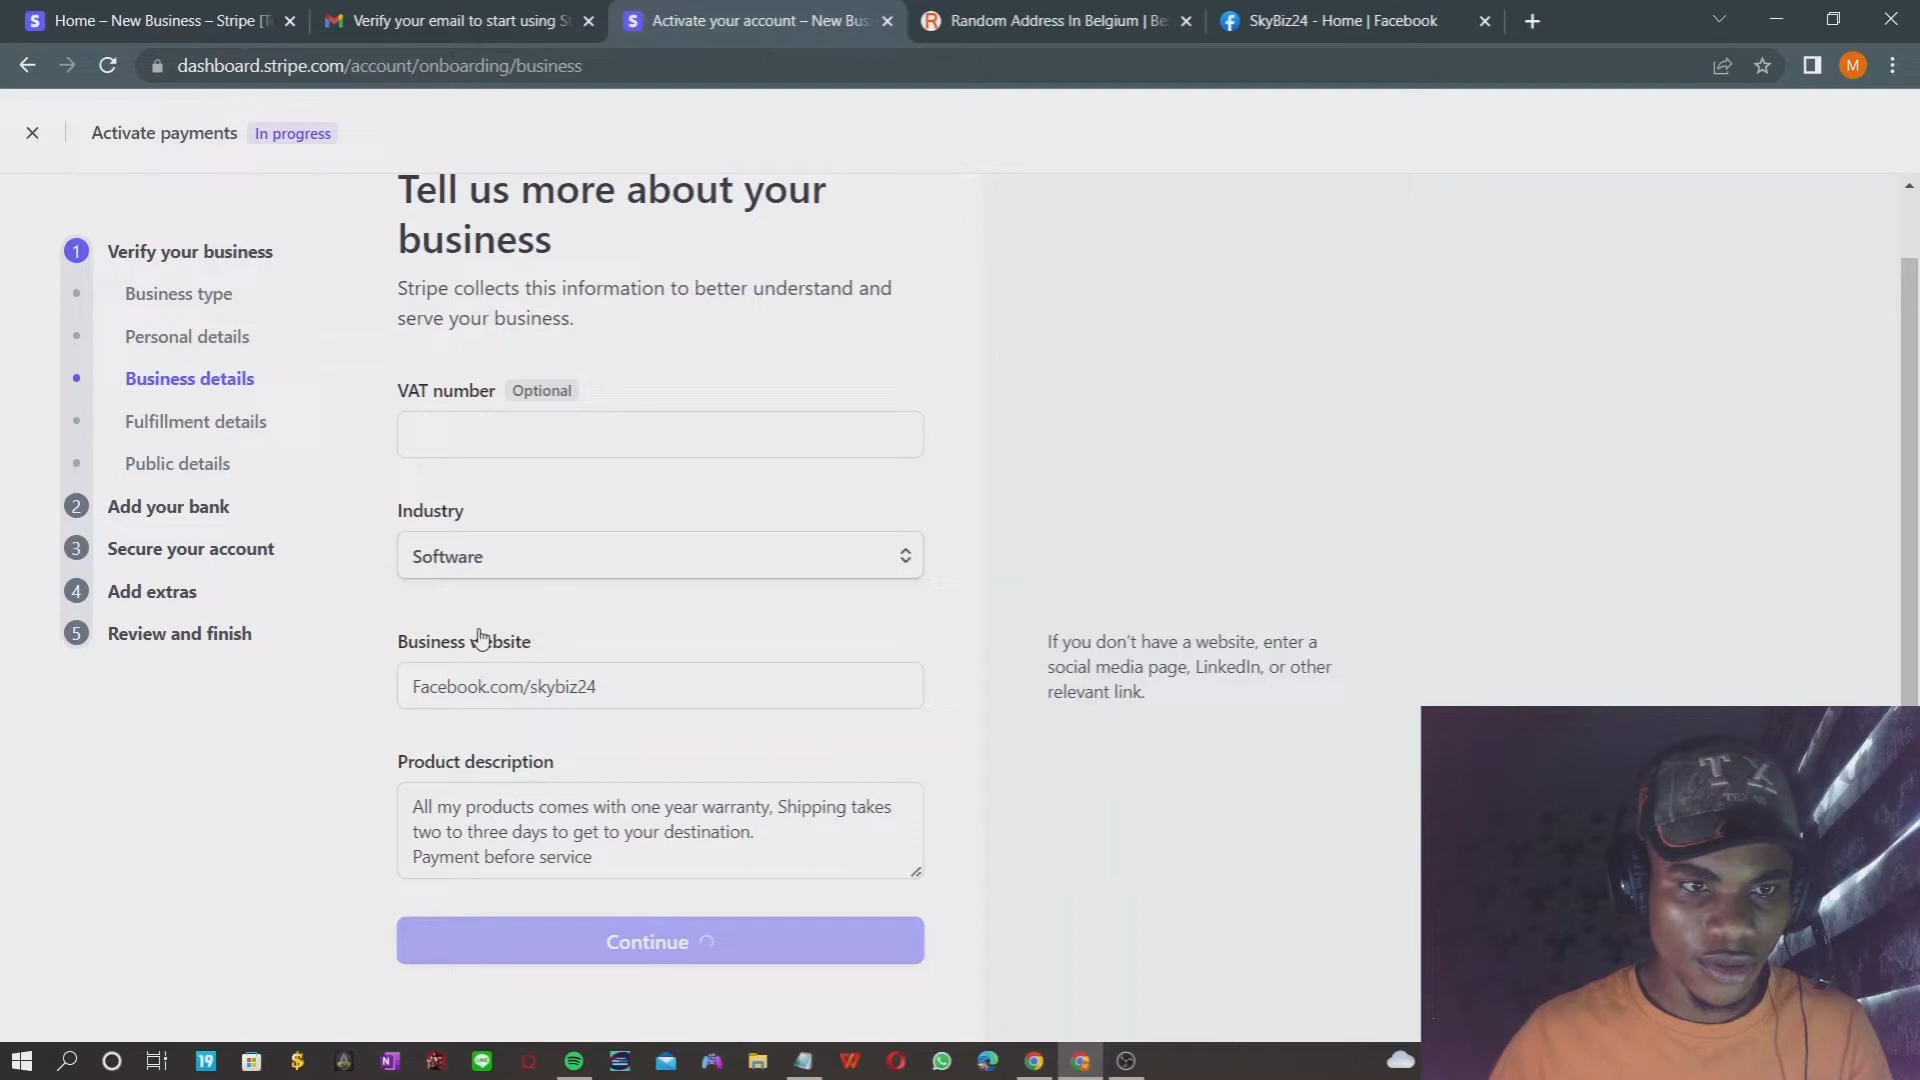 Home – New Business – Stripe [T
Verify your email to start using S
Activate your account – New Bus
Random Address In Belgium | Be
SkyBiz24 - Home | Facebook
dashboard.stripe.com/account/onboarding/business
M
Activate payments
In progress
1 Verify your business
Business type
Personal details
Business details
Fulfillment details
Public details
2 Add your bank
3 Secure your account
4 Add extras
5 Review and finish
Tell us more about your
business
Stripe collects this information to better understand and
serve your business.
VAT number Optional
Industry
Software
Business website
Facebook.com/skybiz24
If you don't have a website, enter a
social media page, LinkedIn, or other
relevant link.
Product description
All my products comes with one year warranty, Shipping takes
two to three days to get to your destination.
Payment before service
Continue
TX
TEXAS
19